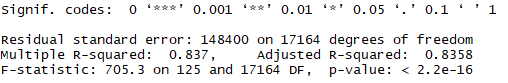 Signif. codes:  0 ‘***’ 0.001 ‘**’ 0.01 ‘*’ 0.05 ‘.’ 0.1 ‘ ’ 1
Residual standard error: 148400 on 17164 degrees of freedom
Multiple R-squared:  0.837,	Adjusted R-squared:  0.8358
F-statistic: 705.3 on 125 and 17164 DF,  p-value: < 2.2e-16